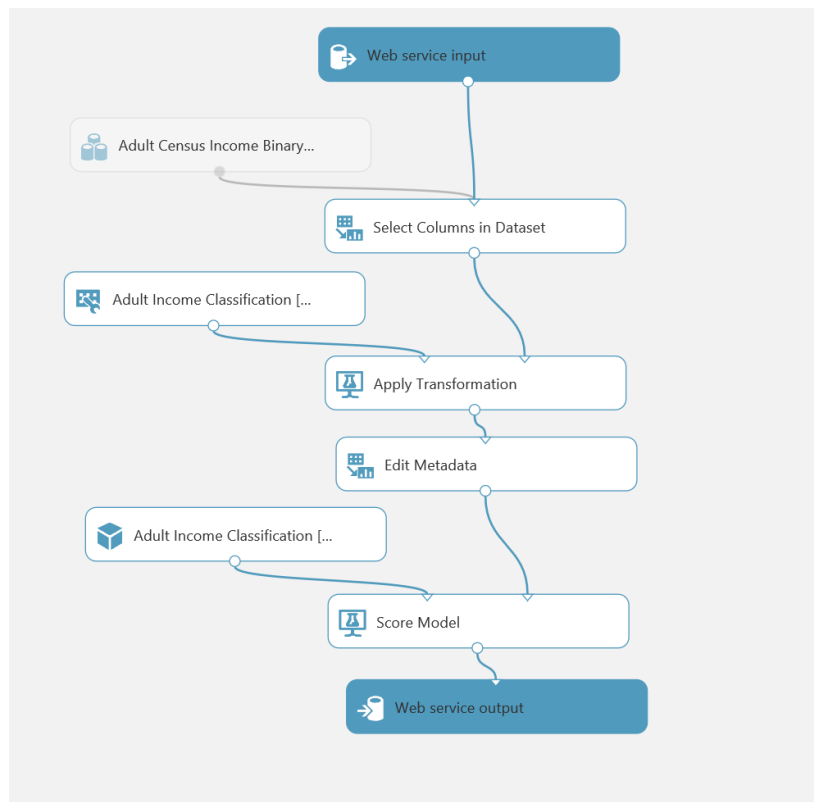 Web service input
Adult Census Income Binary...
Select Columns in Dataset
Adult Income Classification [...
Apply Transformation
Edit Metadata
Adult Income Classification [...
Score Model
Web service output